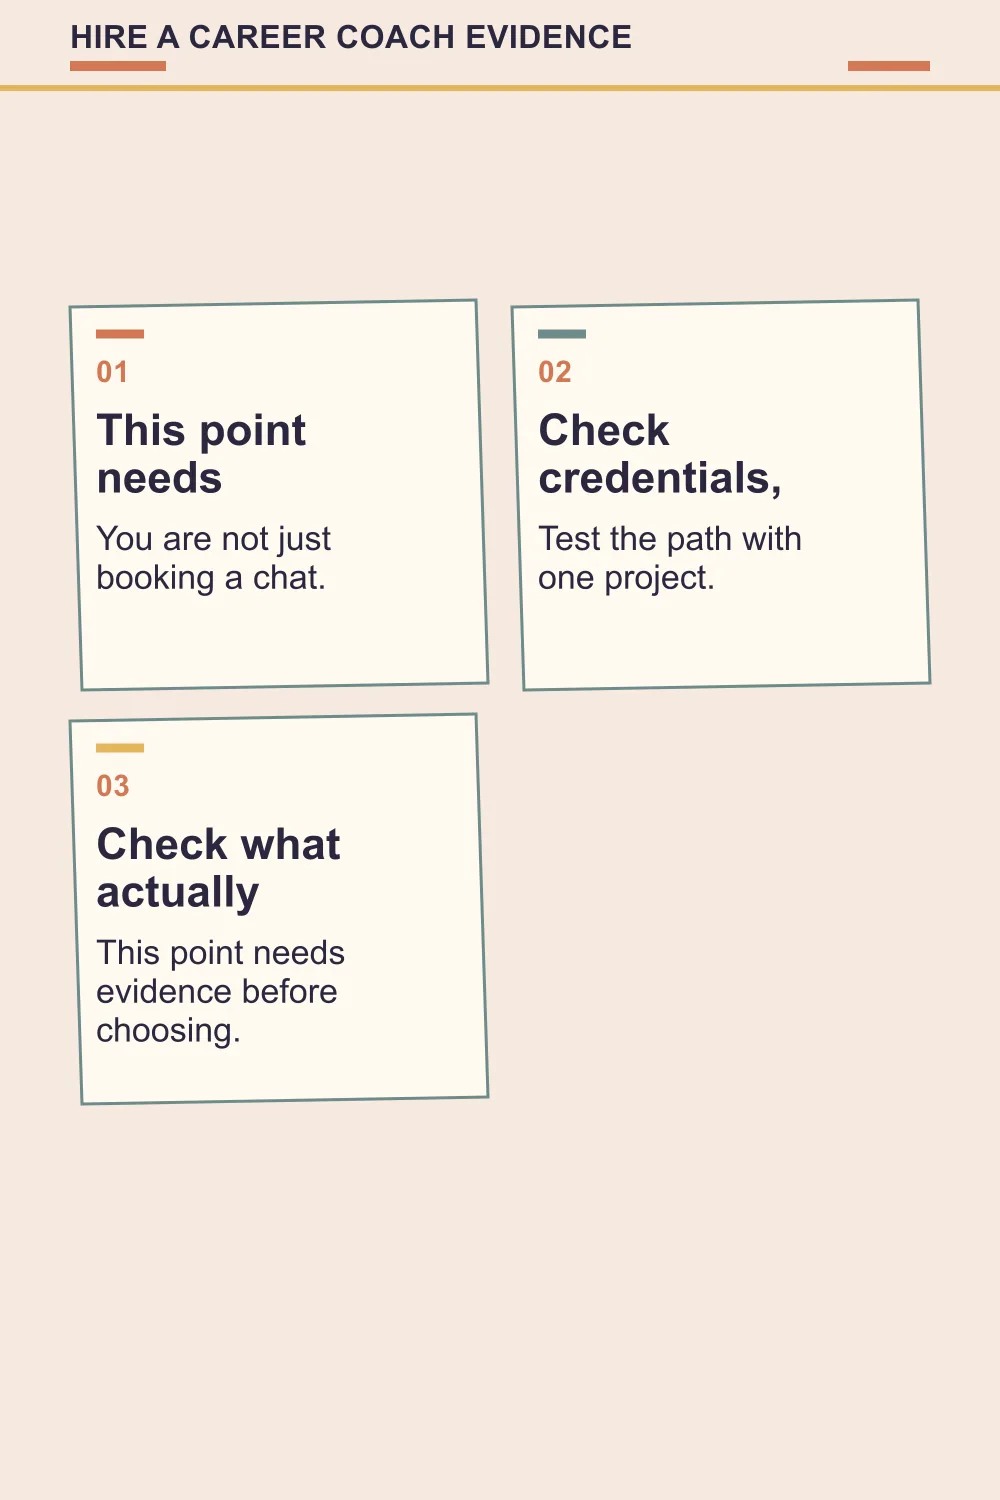 HIRE A CAREER COACH EVIDENCE
01
This point
needs
You are not just
booking a chat.
02
Check
credentials,
Test the path with
one project.
03
Check what
actually
This point needs
evidence before
choosing.